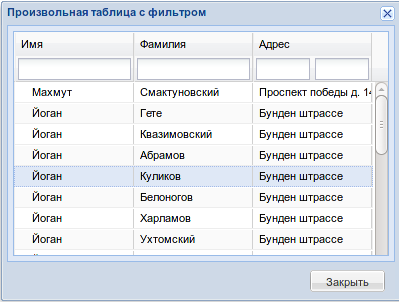 Произвольная таблица с фильтром
Имя Фамилия Адрес
Махмут Смактуновский Проспект победы д. 14
Йоган Гете Бунден штрассе
Йоган Квазимовский Бунден штрассе
Йоган Абрамов Бунден штрассе
Йоган Куликов Бунден штрассе
Йоган Белоногов Бунден штрассе
Йоган Харламов Бунден штрассе
Йоган Ухтомский Бунден штрассе
Закрыть